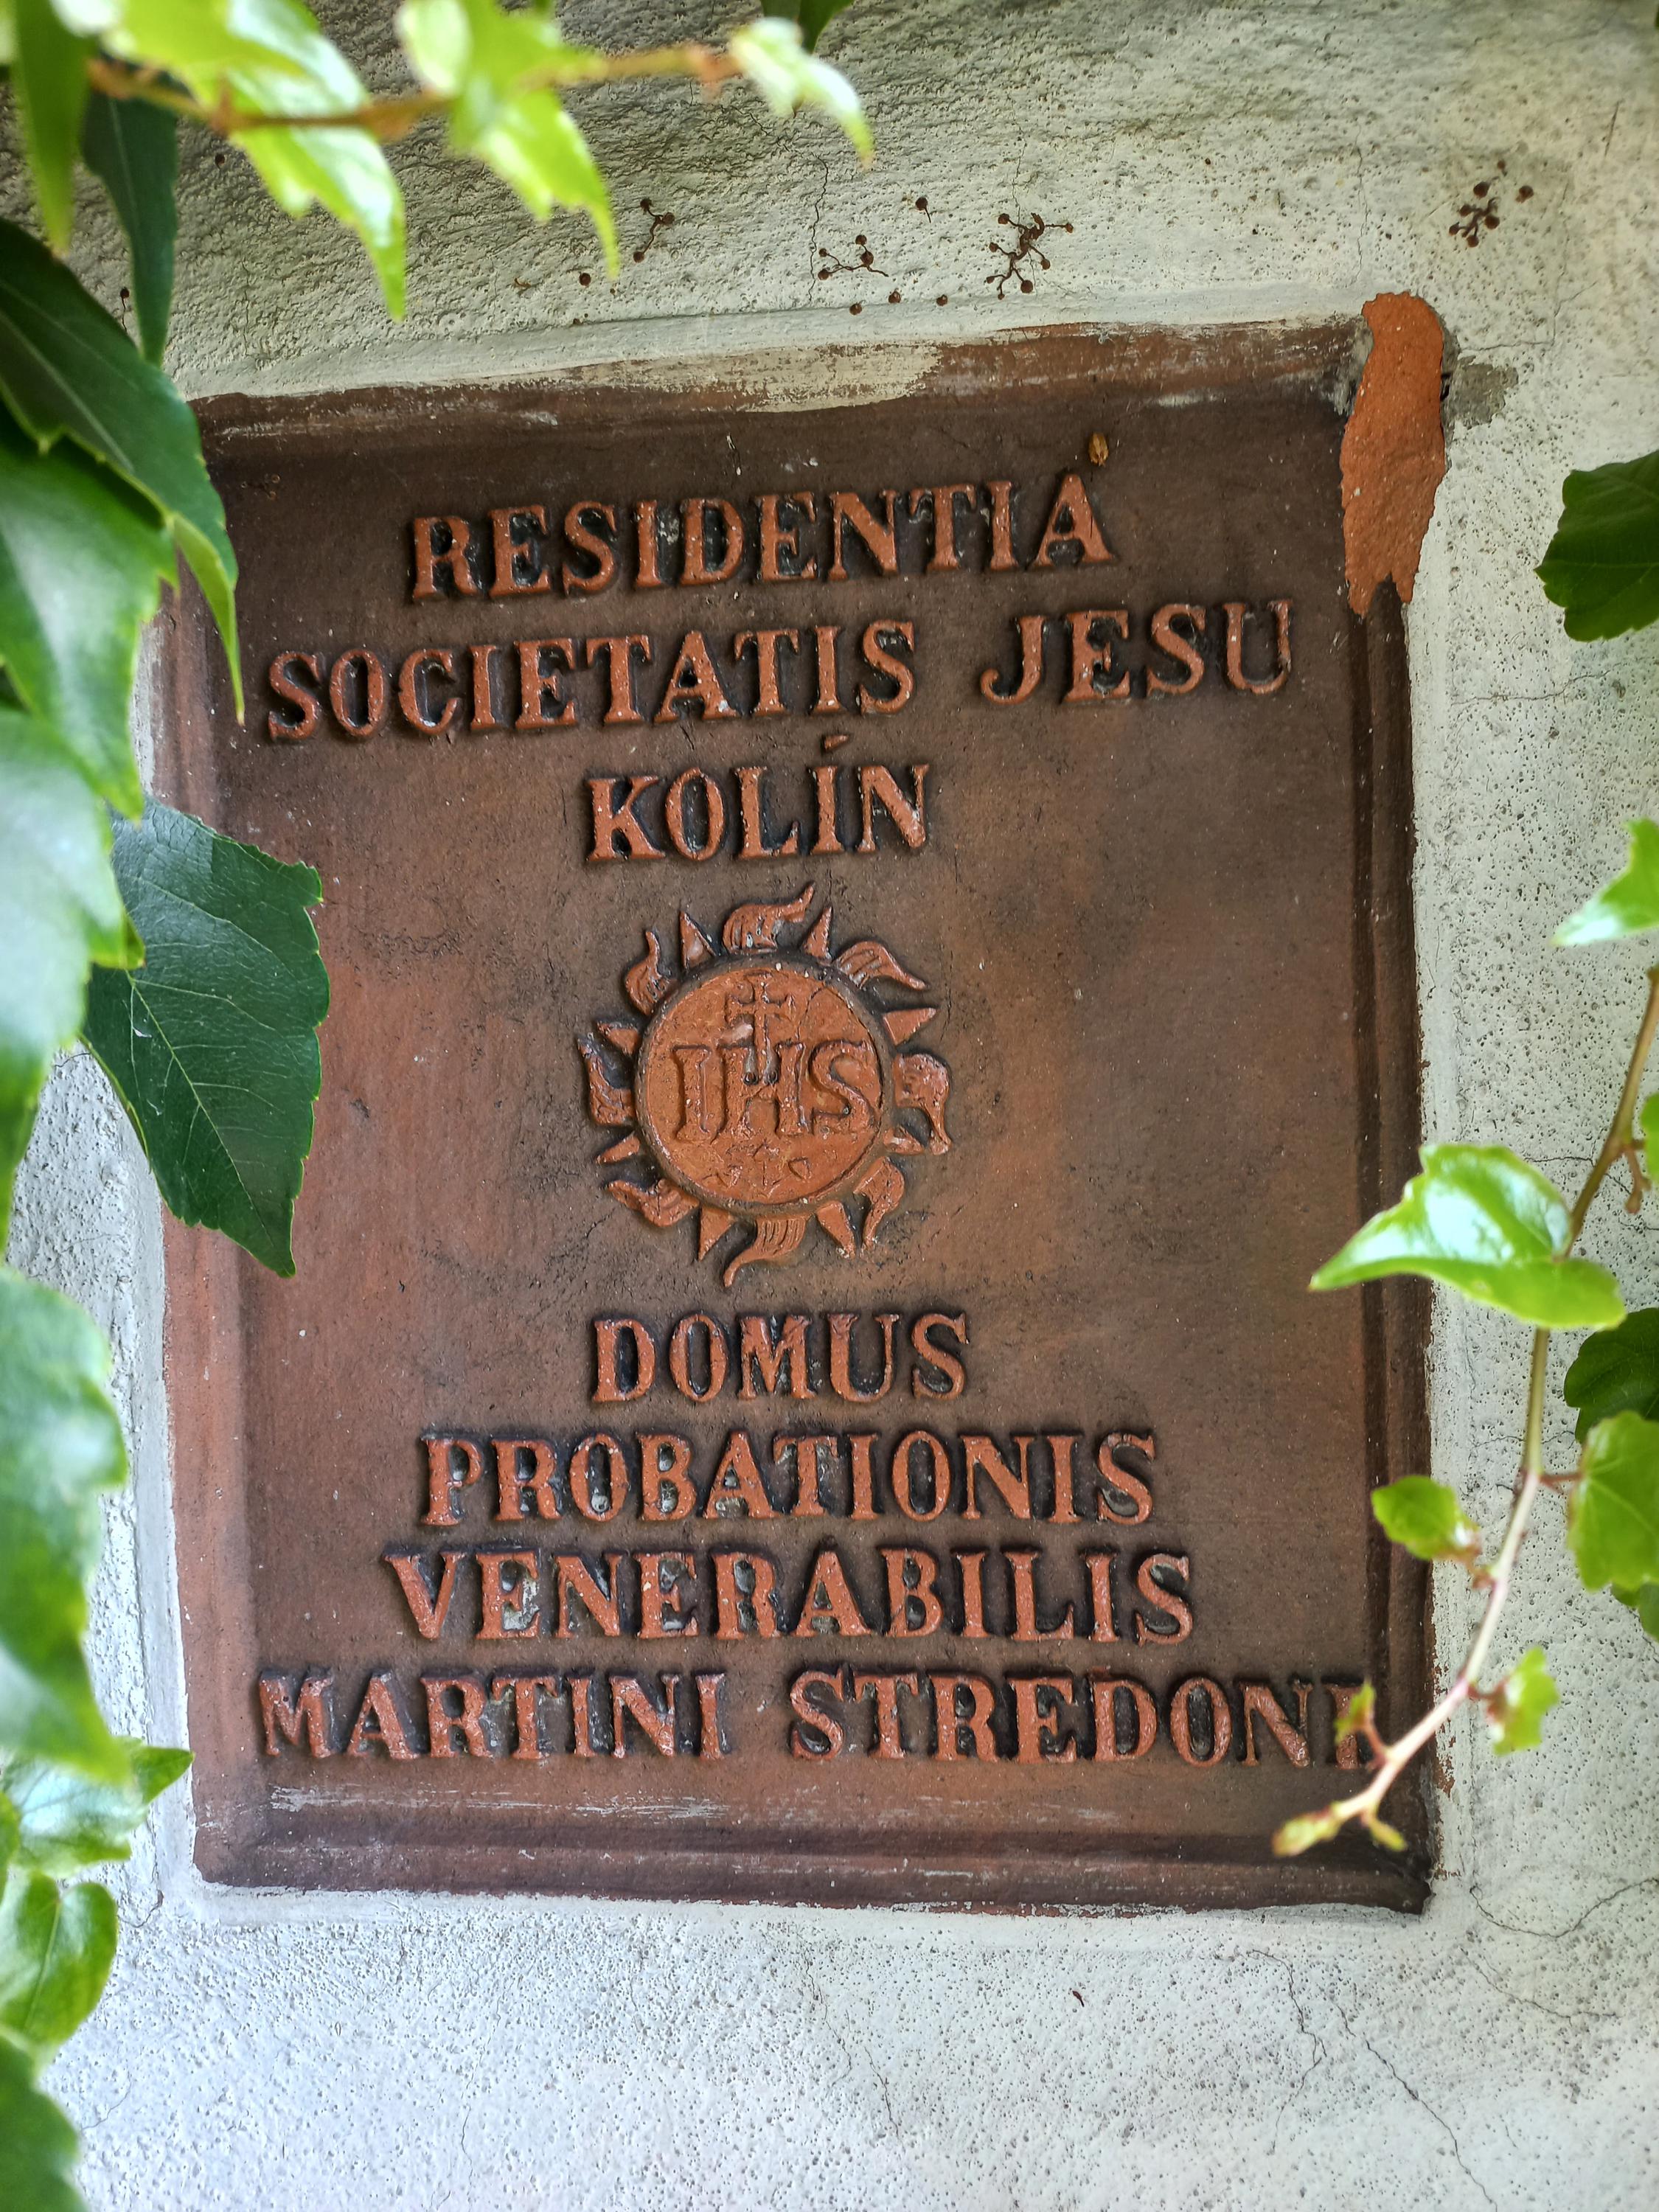 RESIDENTIA
SOCIETATIS JESU
KOLÍN
IHS
DOMUS
PROBATIONIS
VENERABILIS
MARTINI STREDONI